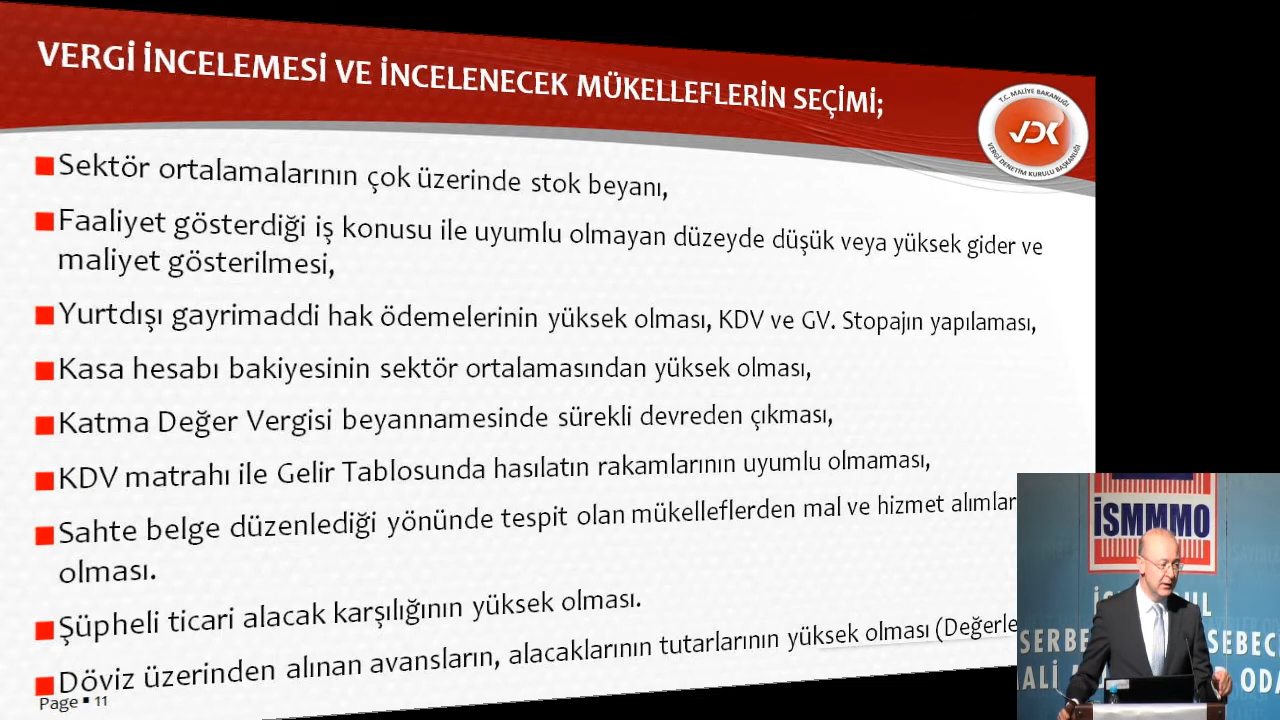 VERGİ İNCELEMESİ VE İNCELENECEK MÜKELLEFLERİN SEÇİMİ;
T.C. MALİYE BAKANLIĞI
VDK
VERGİ DENETİM KURULU BAŞKANLIĞI
Sektör ortalamalarının çok üzerinde stok beyanı,
Faaliyet gösterdiği iş konusu ile uyumlu olmayan düzeyde düşük veya yüksek gider ve
maliyet gösterilmesi,
Yurtdışı gayrimaddi hak ödemelerinin yüksek olması, KDV ve GV. Stopajın yapılaması,
Kasa hesabı bakiyesinin sektör ortalamasından yüksek olması,
Katma Değer Vergisi beyannamesinde sürekli devreden çıkması,
KDV matrahı ile Gelir Tablosunda hasılatın rakamlarının uyumlu olmaması,
Sahte belge düzenlediği yönünde tespit olan mükelleflerden mal ve hizmet alımlar
olması.
Şüpheli ticari alacak karşılığının yüksek olması.
Döviz üzerinden alınan avansların, alacaklarının tutarlarının yüksek olması (Değerle
Page ▪ 11
İSMMMO